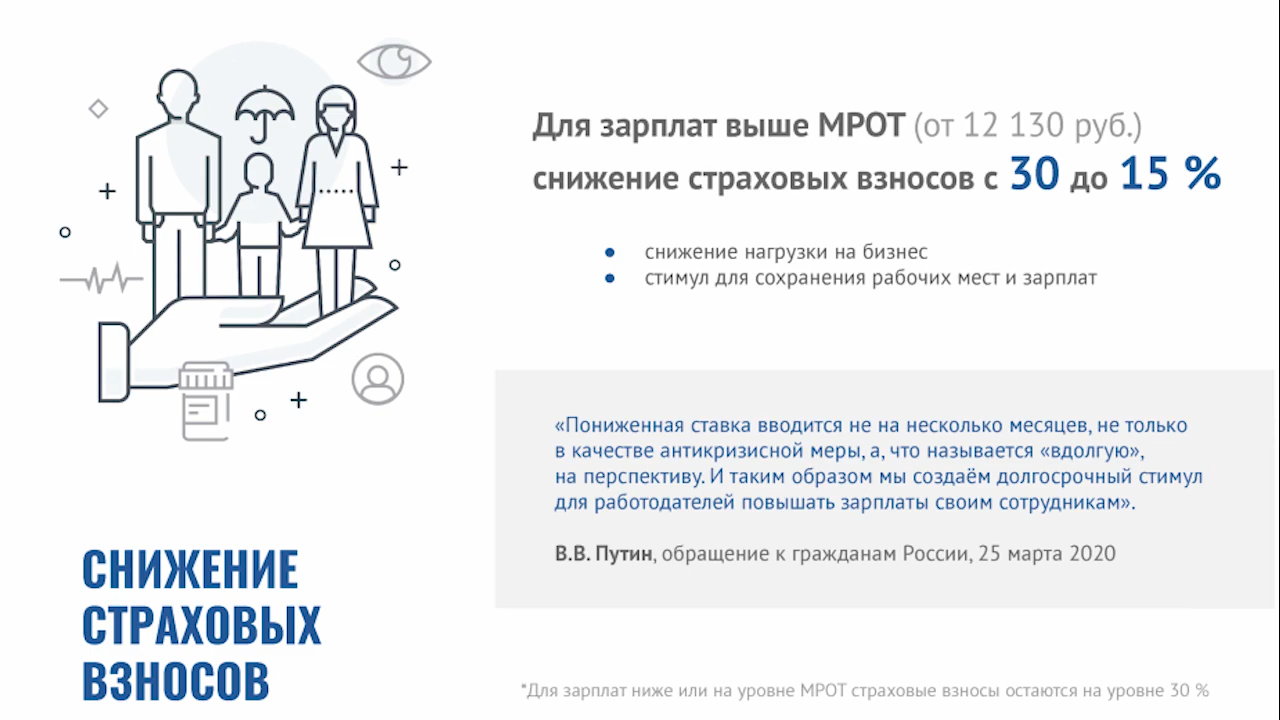 Для зарплат выше МРОТ (от 12 130 руб.)
снижение страховых взносов с 30 до 15 %
● снижение нагрузки на бизнес
● стимул для сохранения рабочих мест и зарплат
«Пониженная ставка вводится не на несколько месяцев, не только
в качестве антикризисной меры, а, что называется «вдолгую»,
на перспективу. И таким образом мы создаём долгосрочный стимул
для работодателей повышать зарплаты своим сотрудникам».
В.В. Путин, обращение к гражданам России, 25 марта 2020
СНИЖЕНИЕ
СТРАХОВЫХ
ВЗНОСОВ
*Для зарплат ниже или на уровне МРОТ страховые взносы остаются на уровне 30 %